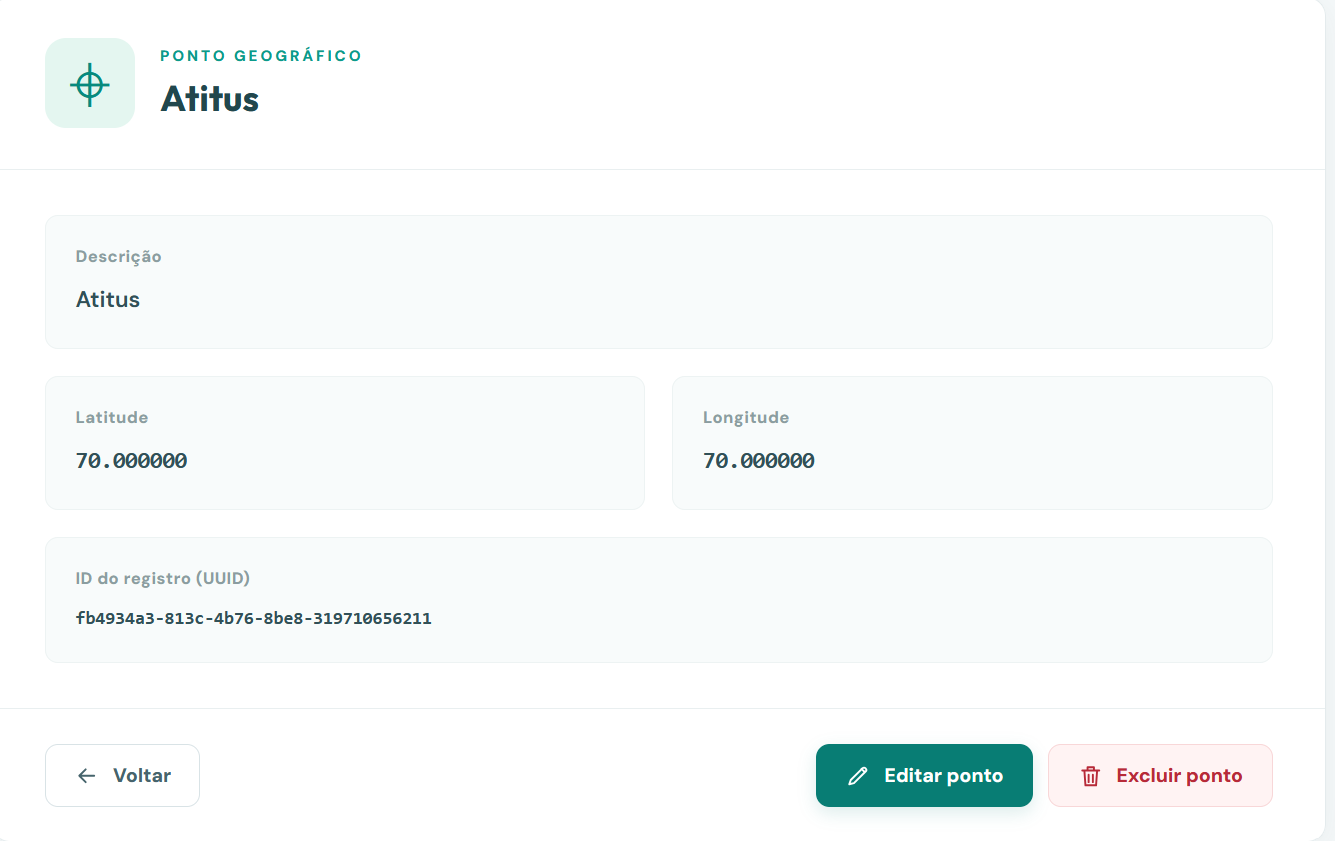 PONTO GEOGRÁFICO
Atitus
Descrição
Atitus
Latitude
70.000000
Longitude
70.000000
ID do registro (UUID)
fb4934a3-813c-4b76-8be8-319710656211
Voltar
Editar ponto
Excluir ponto